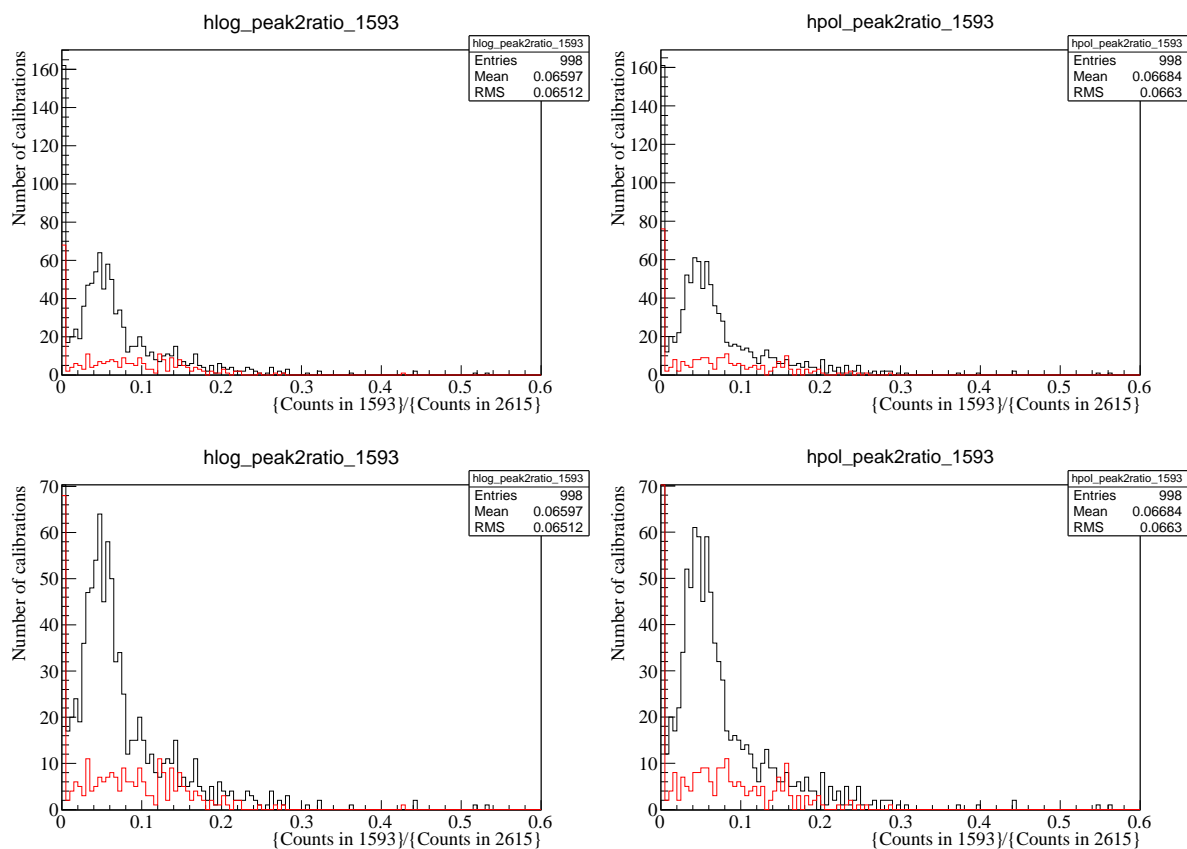 hlog_peak2ratio_1593
hlog_peak2ratio_1593
Entries 998
Mean 0.06597
RMS 0.06512
Number of calibrations
160
140
120
100
80
60
40
20
0
0 0.1 0.2 0.3 0.4 0.5 0.6
{Counts in 1593}/{Counts in 2615}
hpol_peak2ratio_1593
hpol_peak2ratio_1593
Entries 998
Mean 0.06684
RMS 0.0663
Number of calibrations
160
140
120
100
80
60
40
20
0
0 0.1 0.2 0.3 0.4 0.5 0.6
{Counts in 1593}/{Counts in 2615}
hlog_peak2ratio_1593
hlog_peak2ratio_1593
Entries 998
Mean 0.06597
RMS 0.06512
Number of calibrations
70
60
50
40
30
20
10
0
0 0.1 0.2 0.3 0.4 0.5 0.6
{Counts in 1593}/{Counts in 2615}
hpol_peak2ratio_1593
hpol_peak2ratio_1593
Entries 998
Mean 0.06684
RMS 0.0663
Number of calibrations
70
60
50
40
30
20
10
0
0 0.1 0.2 0.3 0.4 0.5 0.6
{Counts in 1593}/{Counts in 2615}